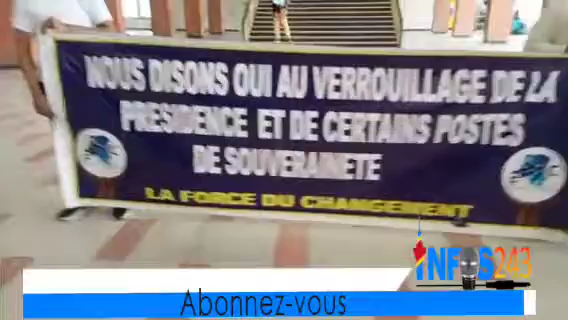 NOUS DISONS OUI AU VERROUILLAGE DE LA
PRESIDENCE ET DE CERTAINS POSTES
DE SOUVERAINETE
LA FORCE DU CHANGEMENT
INFOS243
Abonnez-vous